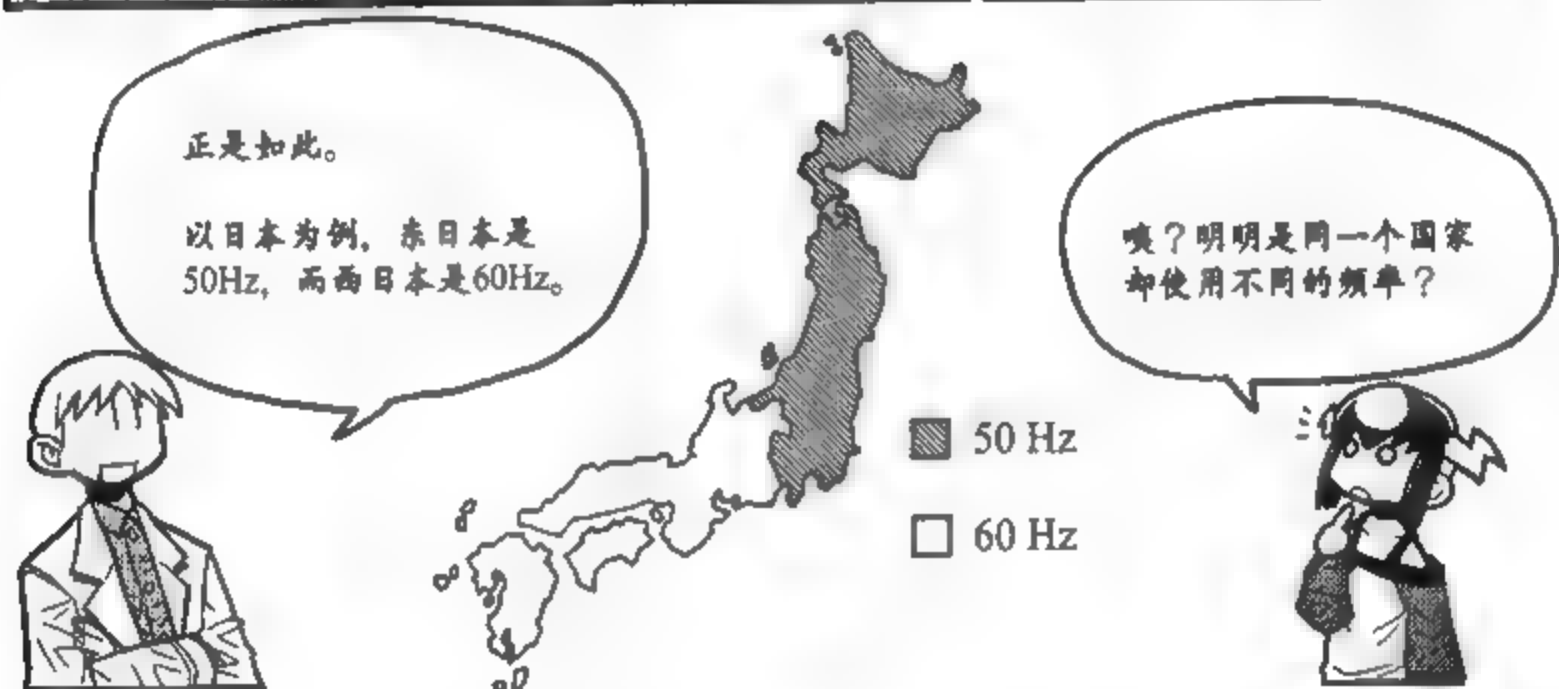 正是如此。
以日本为例，东日本是
50Hz，而西日本是60Hz。
咦？明明是同一个国家
却使用不同的频率？
50 Hz
60 Hz